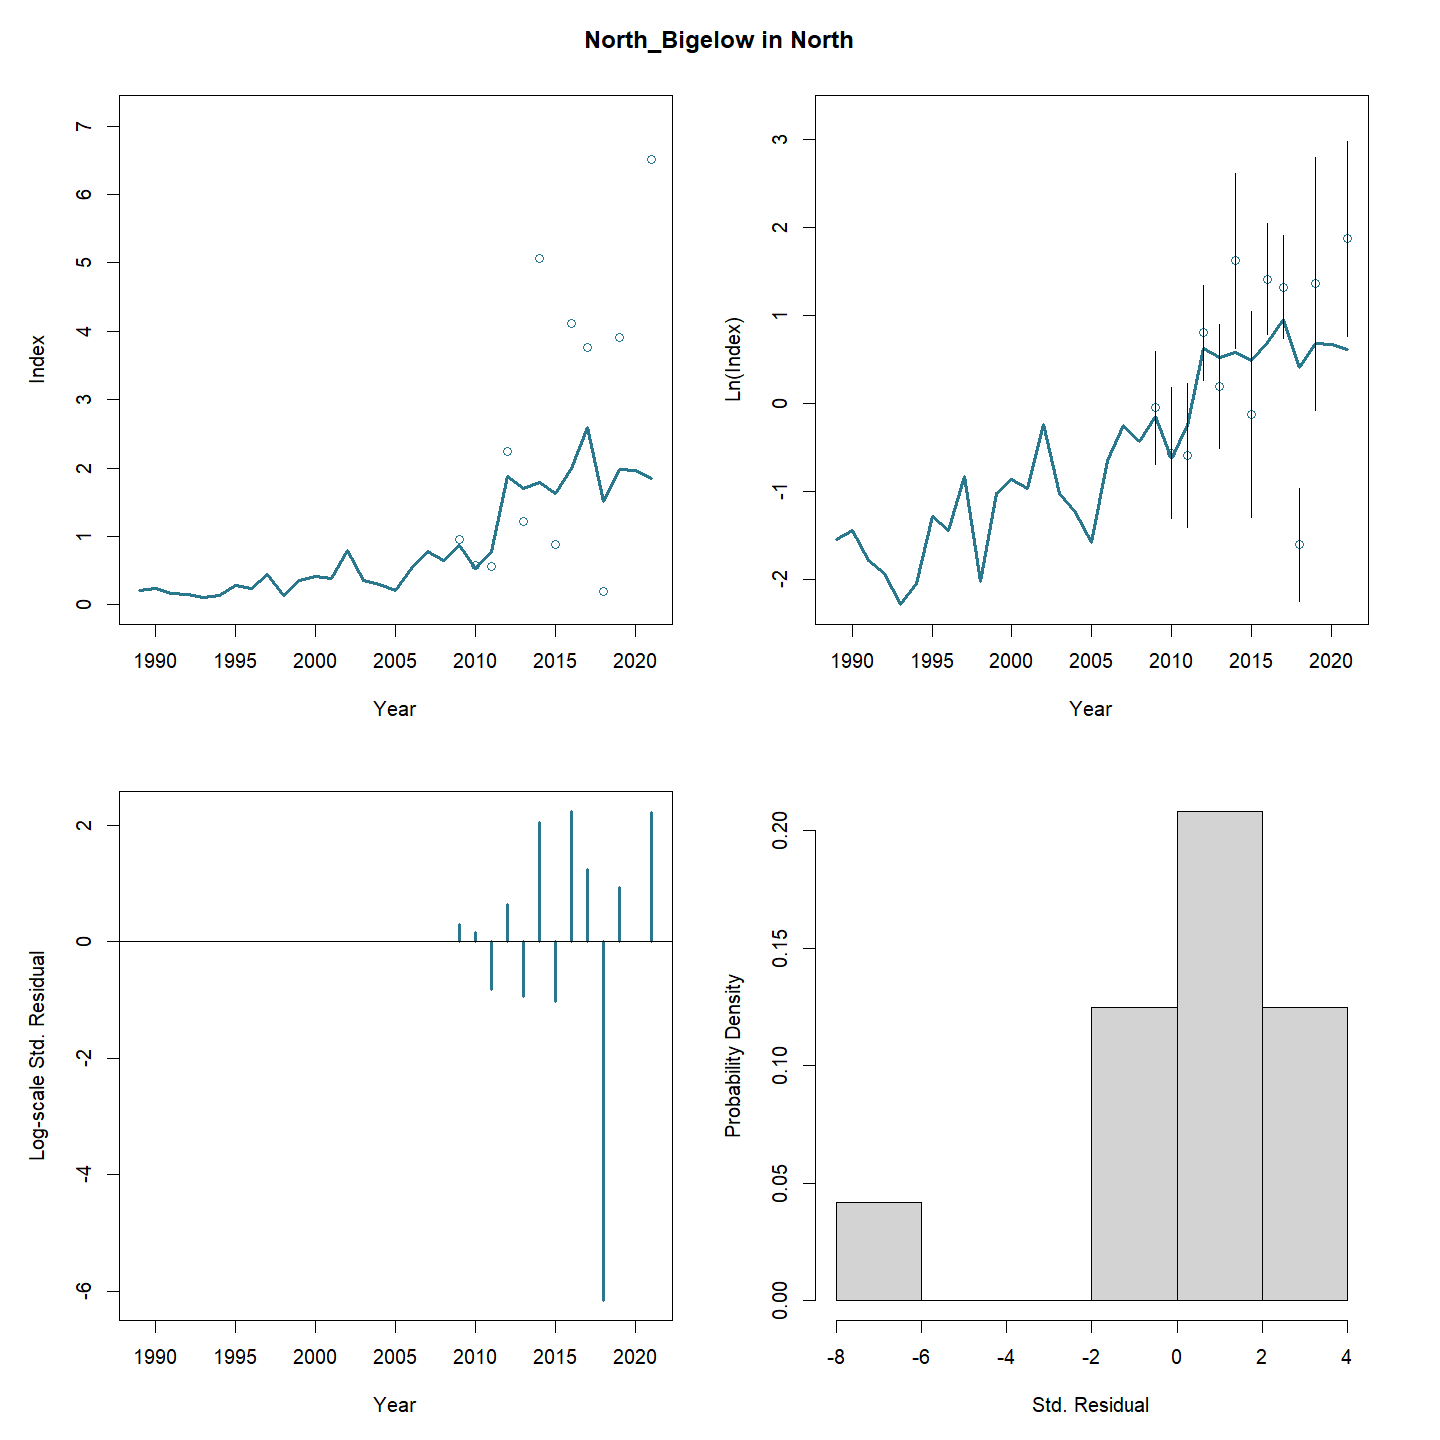 North_Bigelow in North
Index
7
6
5
4
3
2
1
0
1990 1995 2000 2005 2010 2015 2020
Year
Ln(Index)
3
2
1
0
-1
-2
1990 1995 2000 2005 2010 2015 2020
Year
Log-scale Std. Residual
2
0
-2
-4
-6
1990 1995 2000 2005 2010 2015 2020
Year
Probability Density
0.20
0.15
0.10
0.05
0.00
-8 -6 -4 -2 0 2 4
Std. Residual